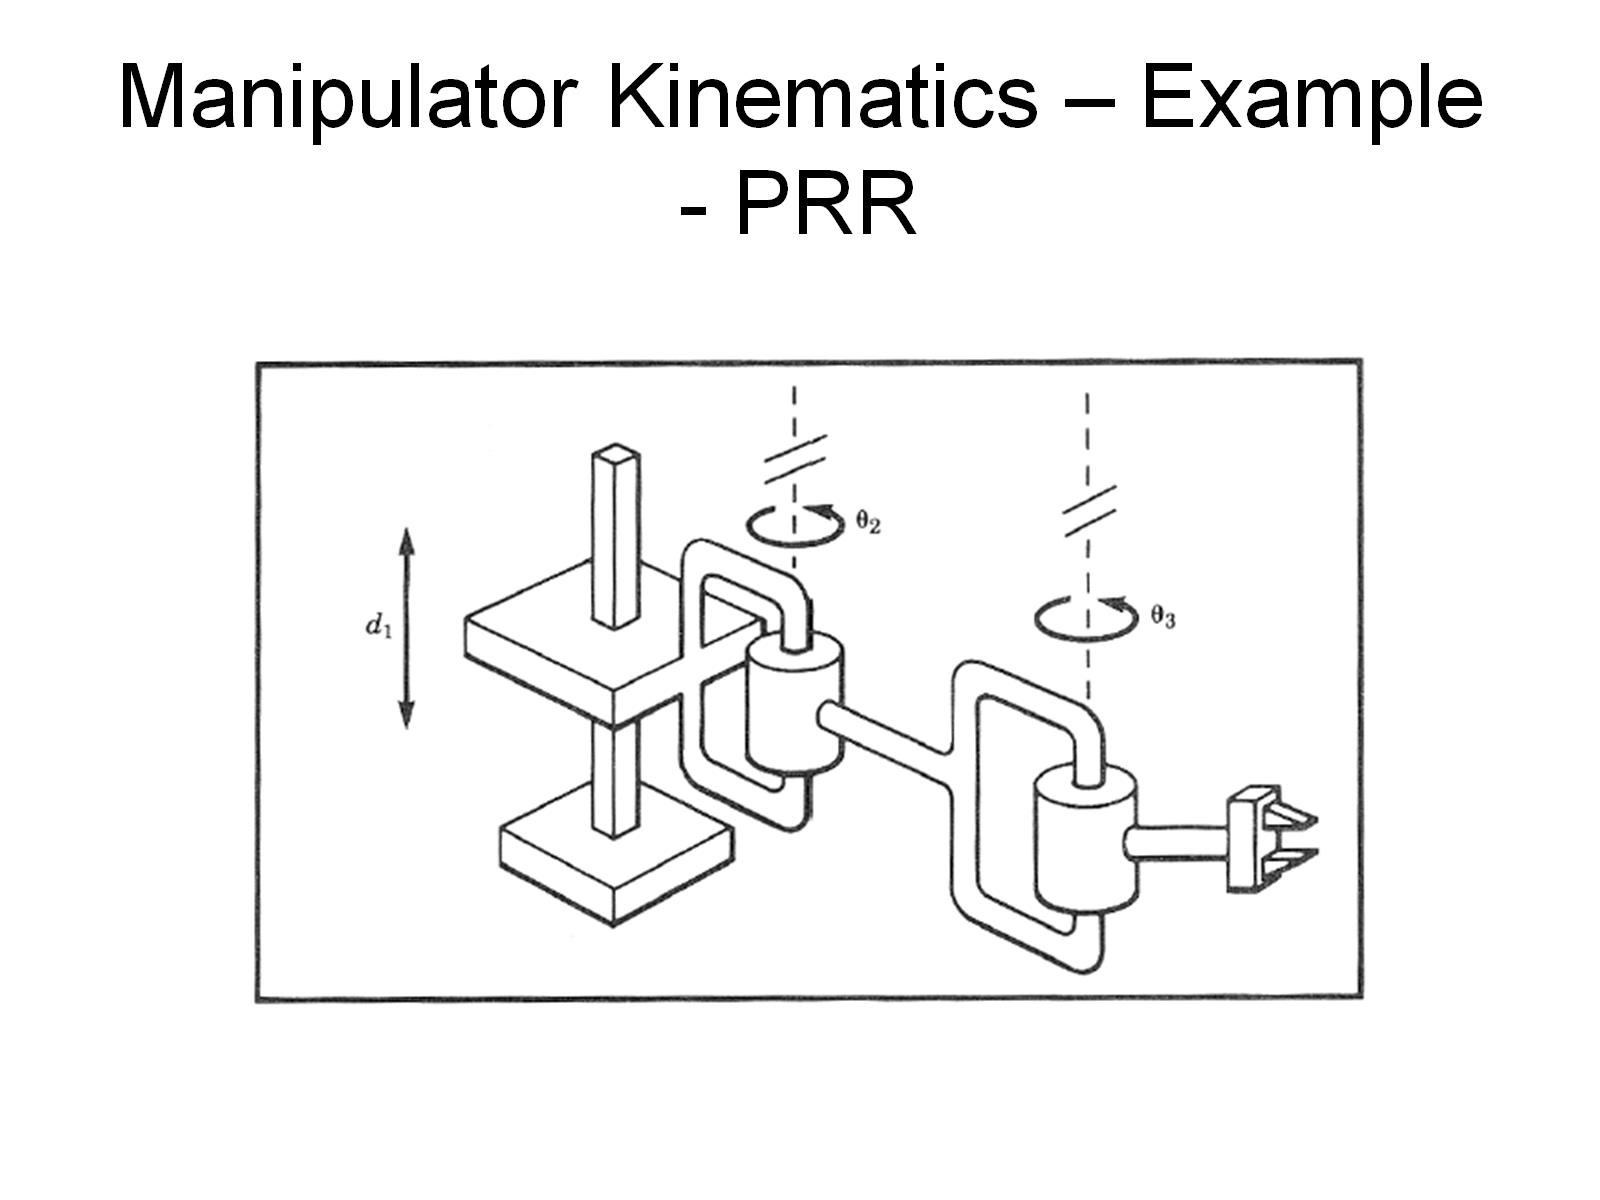 Manipulator Kinematics – Example
- PRR
θ2
θ3
d1